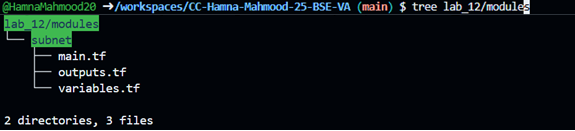 @HamnaMahmood20 ➜/workspaces/CC-Hamna-Mahmood-25-BSE-VA (main) $ tree lab_12/modules
lab_12/modules
└── subnet
    ├── main.tf
    ├── outputs.tf
    └── variables.tf

2 directories, 3 files